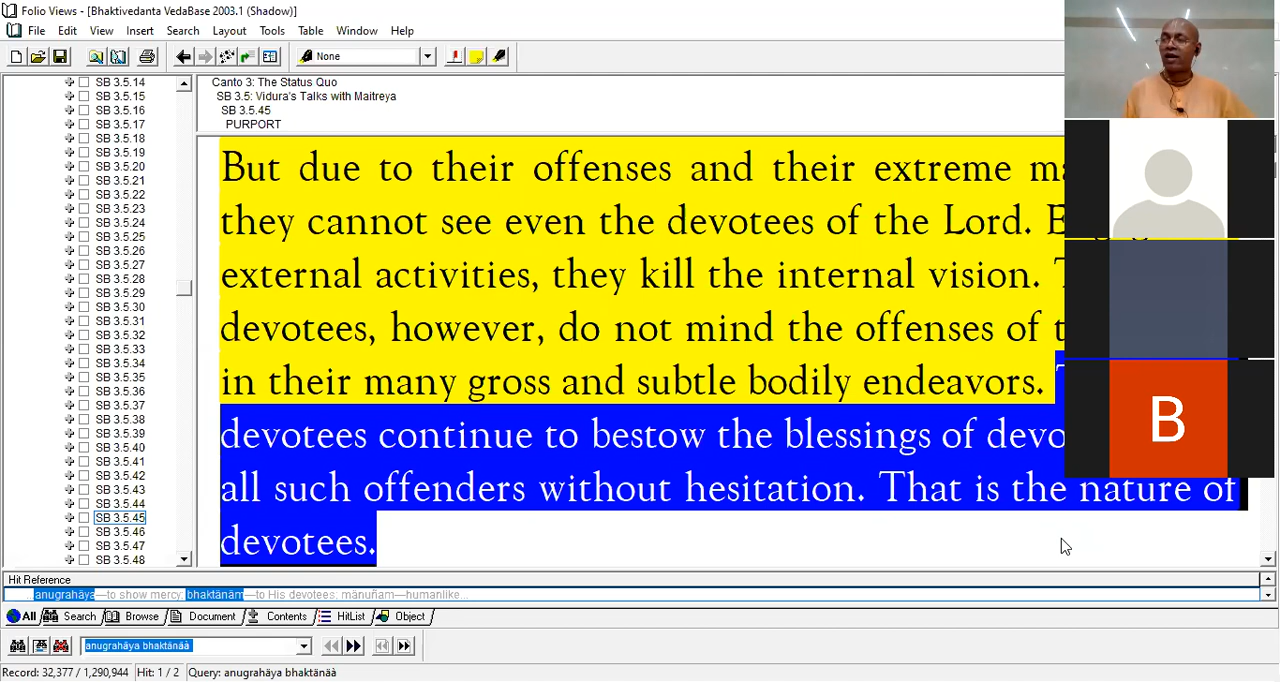 Folio Views - [Bhaktivedanta VedaBase 2003.1 (Shadow)]
File Edit View Insert Search Layout Tools Table Window Help
None
SB 3.5.14
SB 3.5.15
SB 3.5.16
SB 3.5.17
SB 3.5.18
SB 3.5.19
SB 3.5.20
SB 3.5.21
SB 3.5.22
SB 3.5.23
SB 3.5.24
SB 3.5.25
SB 3.5.26
SB 3.5.27
SB 3.5.28
SB 3.5.29
SB 3.5.30
SB 3.5.31
SB 3.5.32
SB 3.5.33
SB 3.5.34
SB 3.5.35
SB 3.5.36
SB 3.5.37
SB 3.5.38
SB 3.5.39
SB 3.5.40
SB 3.5.41
SB 3.5.42
SB 3.5.43
SB 3.5.44
SB 3.5.45
SB 3.5.46
SB 3.5.47
SB 3.5.48
Canto 3: The Status Quo
SB 3.5: Vidura's Talks with Maitreya
SB 3.5.45
PURPORT
But due to their offenses and their extreme
they cannot see even the devotees of the Lord.
external activities, they kill the internal vision.
devotees, however, do not mind the offenses of
in their many gross and subtle bodily endeavors.
devotees continue to bestow the blessings of
all such offenders without hesitation. That is the nature of
devotees.
B
Hit Reference
...anugrahäya—to show mercy; bhaktänäm—to His devotees; mänuñam—humanlike...
All Search Browse Document Contents HitList Object
anugrahäya bhaktänäà
Record: 32,377 / 1,290,944 Hit: 1 / 2 Query: anugrahäya bhaktänäà